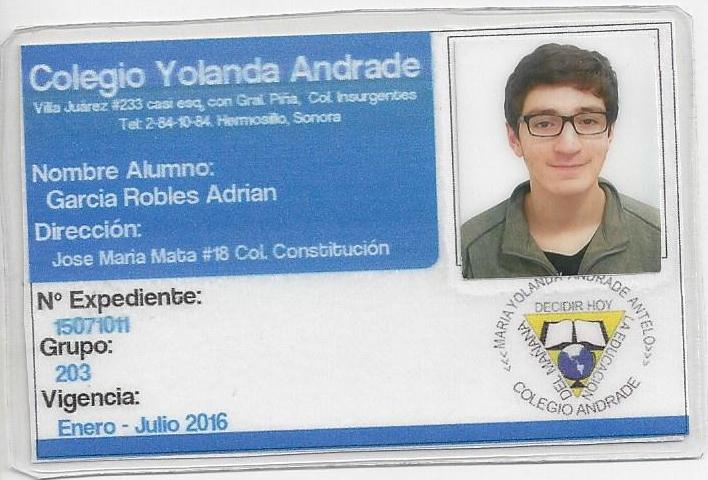 Colegio Yolanda Andrade
Villa Juárez #233 casi esq, con Gral. Piña, Col. Insurgentes
Tel: 2-84-10-84. Hermosillo, Sonora
Nombre Alumno:
Garcia Robles Adrian
Dirección:
Jose Maria Mata #18 Col. Constitución
Nº Expediente:
15071011
Grupo:
203
Vigencia:
Enero - Julio 2016
<<<MARIA YOLANDA ANDRADE ANTELO>>>
DECIDIR HOY
LA EDUCACION
DEL MAÑANA
COLEGIO ANDRADE